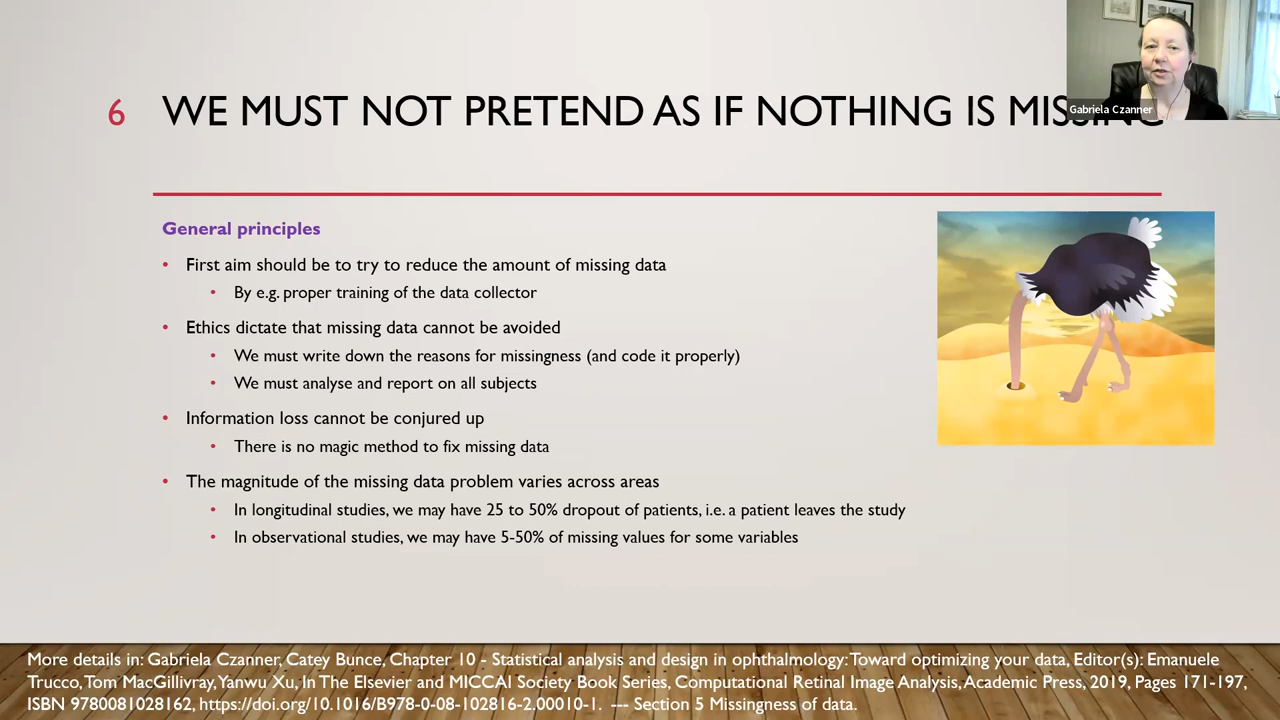 6 WE MUST NOT PRETEND AS IF NOTHING IS MISSING
Gabriela Czanner
General principles
• First aim should be to try to reduce the amount of missing data
• By e.g. proper training of the data collector
• Ethics dictate that missing data cannot be avoided
• We must write down the reasons for missingness (and code it properly)
• We must analyse and report on all subjects
• Information loss cannot be conjured up
• There is no magic method to fix missing data
• The magnitude of the missing data problem varies across areas
• In longitudinal studies, we may have 25 to 50% dropout of patients, i.e. a patient leaves the study
• In observational studies, we may have 5-50% of missing values for some variables
More details in: Gabriela Czanner, Catey Bunce, Chapter 10 - Statistical analysis and design in ophthalmology: Toward optimizing your data, Editor(s): Emanuele
Trucco, Tom MacGillivray, Yanwu Xu, In The Elsevier and MICCAI Society Book Series, Computational Retinal Image Analysis, Academic Press, 2019, Pages 171-197,
ISBN 9780081028162, https://doi.org/10.1016/B978-0-08-102816-2.00010-1. --- Section 5 Missingness of data.